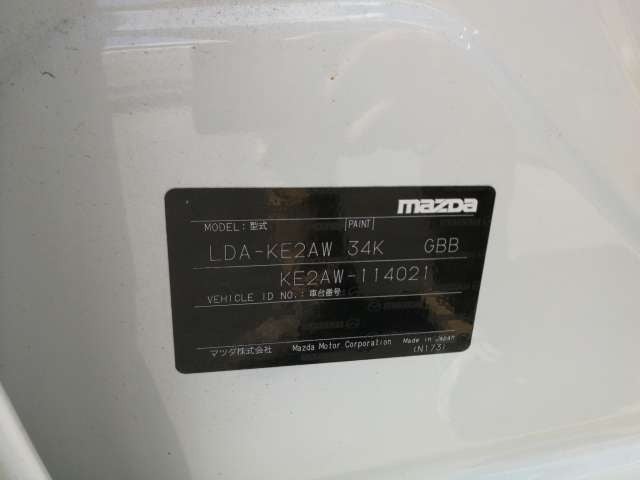 mazda
MODEL: 型式 [PAINT]
LDA-KE2AW 34K GBB
KE2AW-114021
VEHICLE ID NO.: 車台番号
マツダ株式会社 Mazda Motor Corporation Made in Japan
(N173)